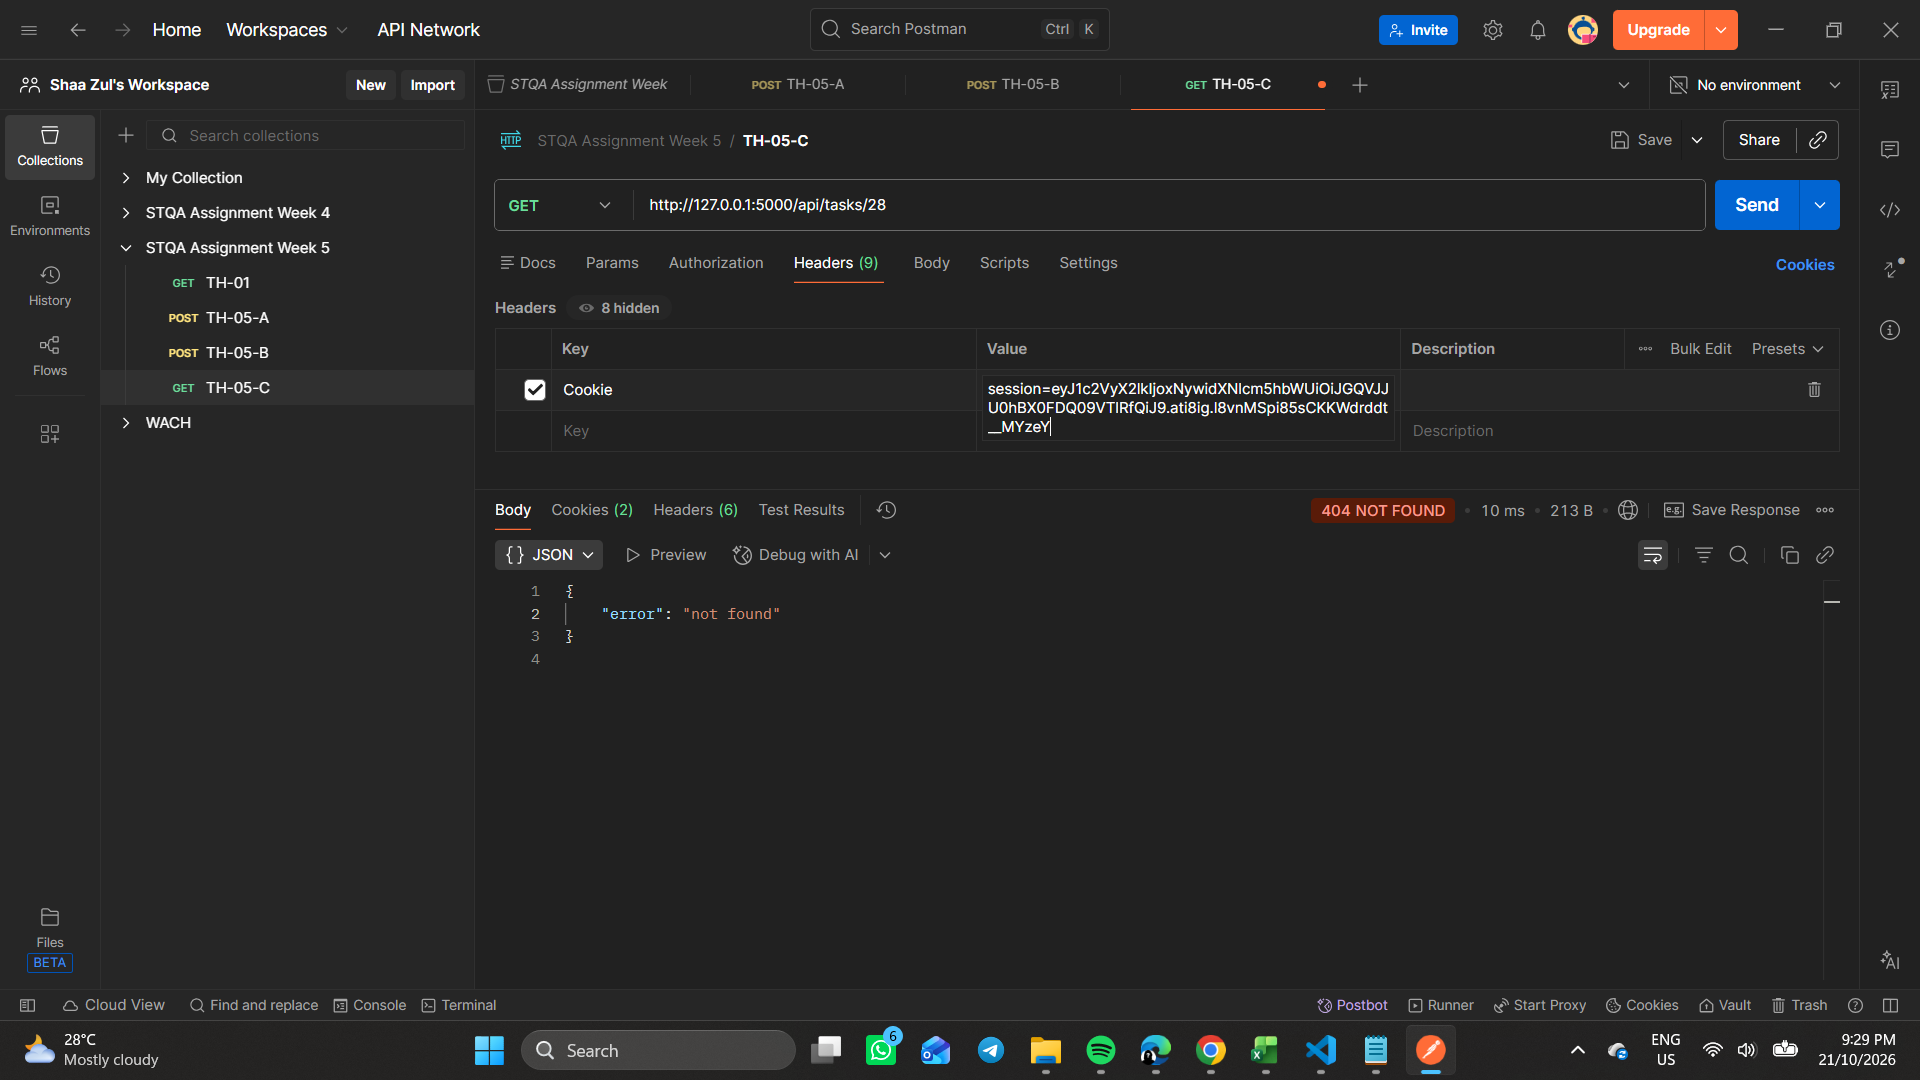 Home
Workspaces
API Network
Search Postman
Ctrl K
Invite
Upgrade
Shaa Zul's Workspace
New
Import
STQA Assignment Week
POST TH-05-A
POST TH-05-B
GET TH-05-C
No environment
Collections
Environments
History
Flows
Files
BETA
Search collections
My Collection
STQA Assignment Week 4
STQA Assignment Week 5
GET TH-01
POST TH-05-A
POST TH-05-B
GET TH-05-C
WACH
HTTP STQA Assignment Week 5 / TH-05-C
Save
Share
GET
http://127.0.0.1:5000/api/tasks/28
Send
Docs
Params
Authorization
Headers (9)
Body
Scripts
Settings
Cookies
Headers
8 hidden
Key
Value
Description
Bulk Edit
Presets
Cookie
session=eyJ1c2VyX2lkIjoxNywidXNlcm5hbWUiOiJGQVJJ
U0hBX0FDQ09VTlRfQiJ9.ati8ig.l8vnMSpi85sCKKWdrddt
__MYzeY
Key
Description
Body
Cookies (2)
Headers (6)
Test Results
404 NOT FOUND
10 ms
213 B
e.g. Save Response
{} JSON
Preview
Debug with AI
1 {
2 "error": "not found"
3 }
4
AI
Cloud View
Find and replace
Console
Terminal
Postbot
Runner
Start Proxy
Cookies
Vault
Trash
28°C
Mostly cloudy
Search
6
ENG
US
9:29 PM
21/10/2026